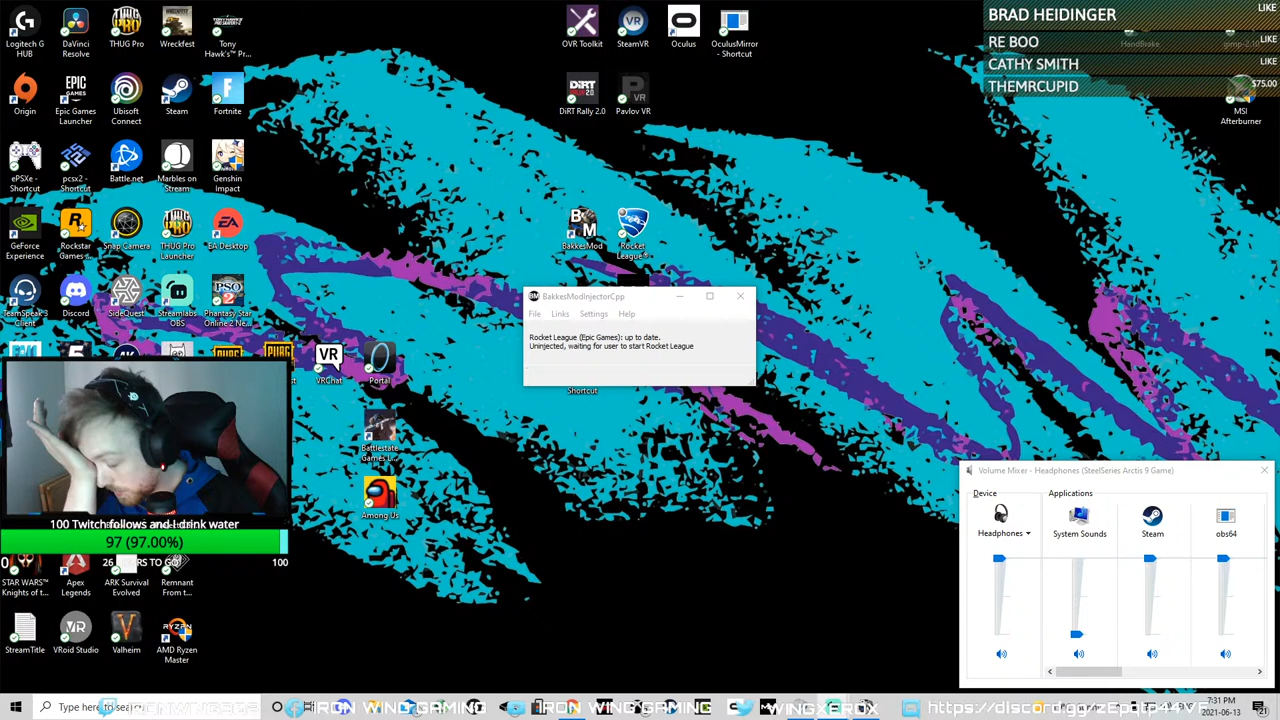 Logitech G
HUB
DaVinci
Resolve
THUG Pro
Wreckfest
Tony
Hawk's™ Pr...
OVR Toolkit
SteamVR
Oculus
OculusMirror
- Shortcut
BRAD HEIDINGER
LIKE
RE BOO
LIKE
CATHY SMITH
LIKE
THEMRCUPID
$75.00
HandBrake
MSI
Afterburner
Origin
Epic Games
Launcher
Ubisoft
Connect
Steam
Fortnite
DiRT Rally 2.0
Pavlov VR
ePSXe -
Shortcut
pcsx2 -
Shortcut
Battle.net
Marbles on
Stream
Genshin
Impact
GeForce
Experience
Rockstar
Games ...
Snap Camera
THUG Pro
Launcher
EA Desktop
BakkesMod
Rocket
League®
TeamSpeak 3
Client
Discord
SideQuest
Streamlabs
OBS
Phantasy Star
Online 2 Ne...
BakkesModInjectorCpp
File
Links
Settings
Help
Rocket League (Epic Games): up to date.
Uninjected, waiting for user to start Rocket League
Shortcut
VRChat
Portal
Battlestate
Games L...
Among Us
100 Twitch follows and I drink water
97 (97.00%)
0
100
STAR WARS™
Knights of t...
Apex
Legends
ARK Survival
Evolved
Remnant
From t...
StreamTitle
VRoid Studio
Valheim
AMD Ryzen
Master
Volume Mixer - Headphones (SteelSeries Arctis 9 Game)
Device
Applications
Headphones
System Sounds
Steam
obs64
Type here to sea
IRON WING GAMING
IRON WING GAMING
WINGXEROX
7:31 PM
2021-06-13